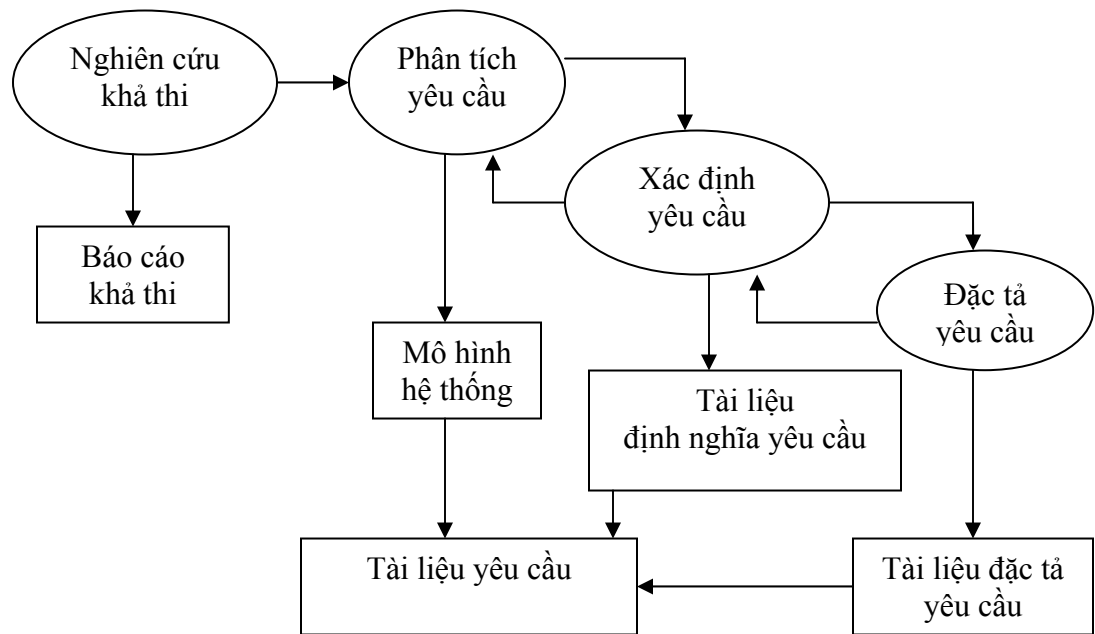 Nghiên cứu
khả thi
Phân tích
yêu cầu
Xác định
yêu cầu
Báo cáo
khả thi
Đặc tả
yêu cầu
Mô hình
hệ thống
Tài liệu
định nghĩa yêu cầu
Tài liệu yêu cầu
Tài liệu đặc tả
yêu cầu